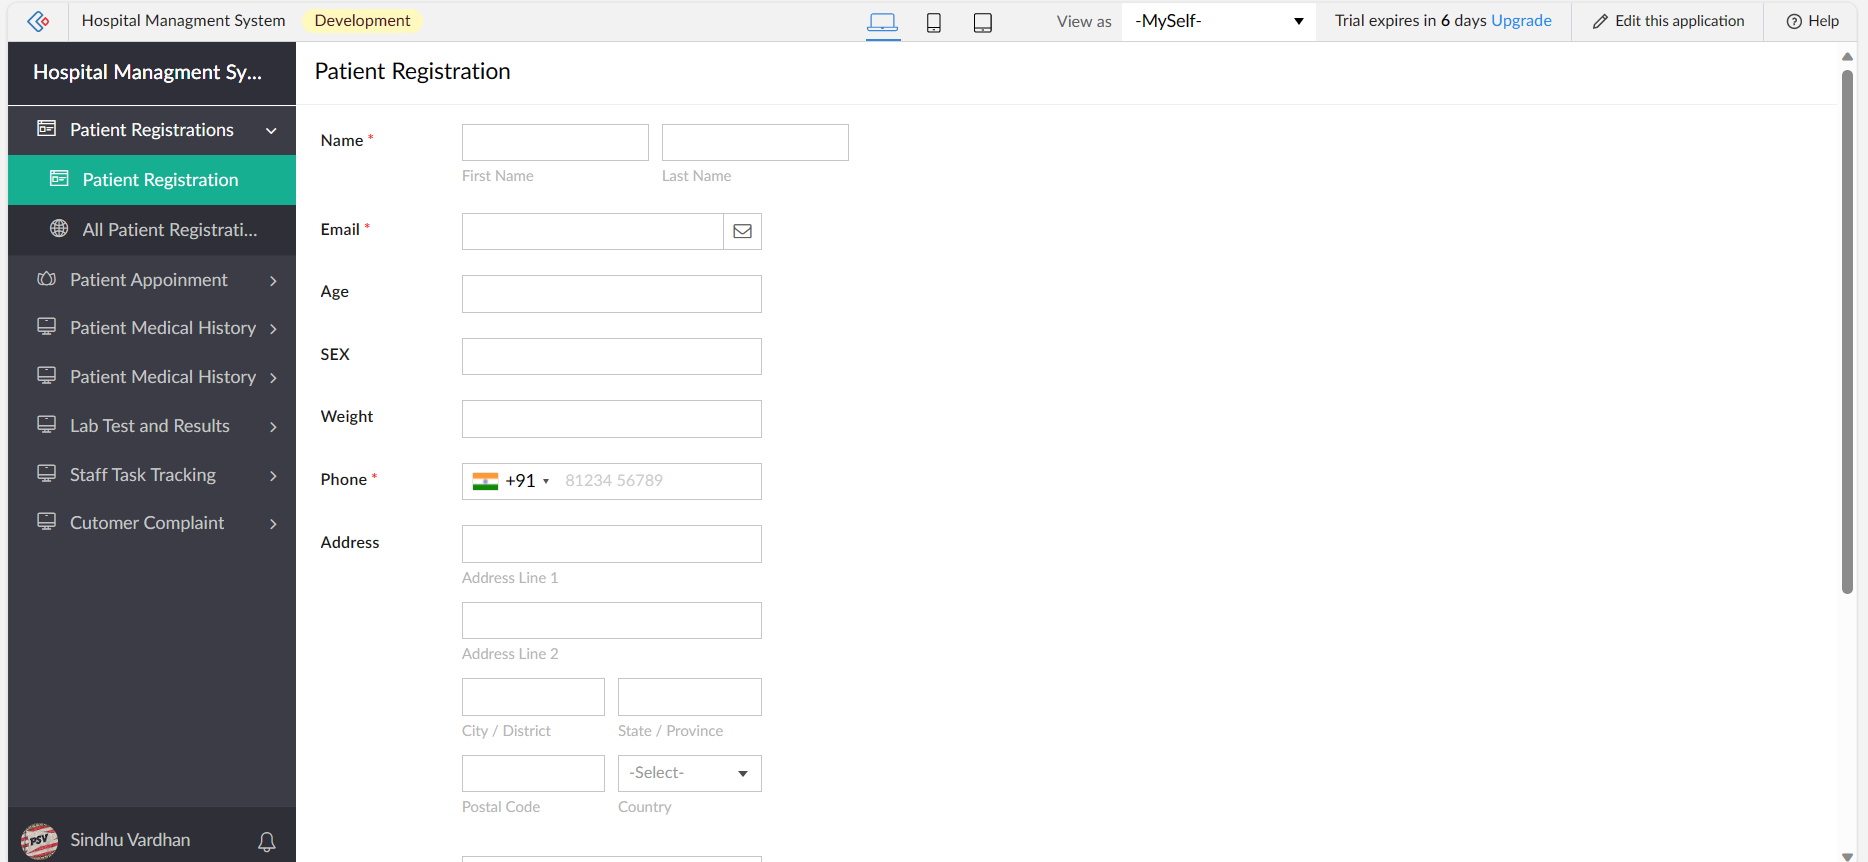 Hospital Managment System
Development
View as
-MySelf-
Trial expires in 6 days Upgrade
Edit this application
Help
Hospital Managment Sy...
Patient Registrations
Patient Registration
All Patient Registrati...
Patient Appoinment
Patient Medical History
Patient Medical History
Lab Test and Results
Staff Task Tracking
Cutomer Complaint
PSV
Sindhu Vardhan
Patient Registration
Name *
First Name
Last Name
Email *
Age
SEX
Weight
Phone *
+91
81234 56789
Address
Address Line 1
Address Line 2
City / District
State / Province
-Select-
Postal Code
Country